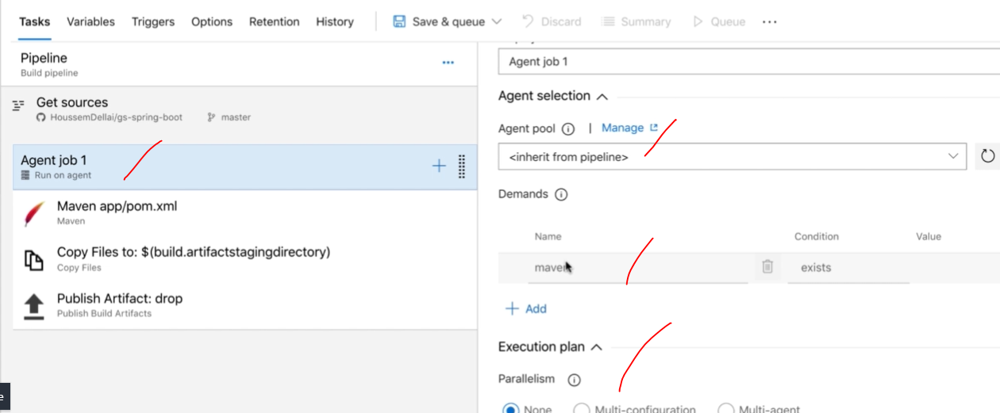 Tasks Variables Triggers Options Retention History Save & queue Discard Summary Queue ...
Pipeline
Build pipeline
Get sources
HoussemDellai/gs-spring-boot master
Agent job 1
Run on agent
Maven app/pom.xml
Maven
Copy Files to: $(build.artifactstagingdirectory)
Copy Files
Publish Artifact: drop
Publish Build Artifacts
e
Agent job 1
Agent selection
Agent pool | Manage
<inherit from pipeline>
Demands
Name Condition Value
maven exists
+ Add
Execution plan
Parallelism
None Multi-configuration Multi-agent